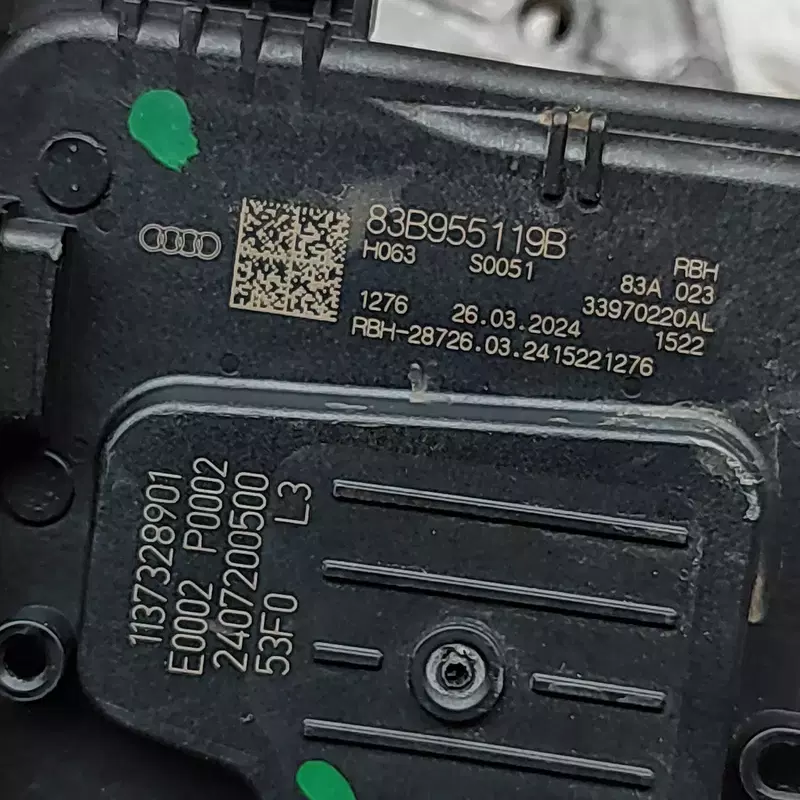 83B955119B
H063 S0051 RBH
83A 023
1276 26.03.2024 33970220AL
RBH-28726.03.2415221276 1522
1137328901
E0002 P0002
2407200500
53F0 L3